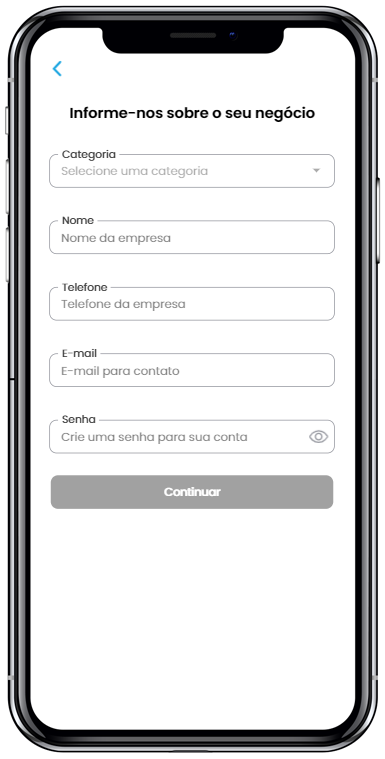 Informe-nos sobre o seu negócio
Categoria
Selecione uma categoria
Nome
Nome da empresa
Telefone
Telefone da empresa
E-mail
E-mail para contato
Senha
Crie uma senha para sua conta
Continuar